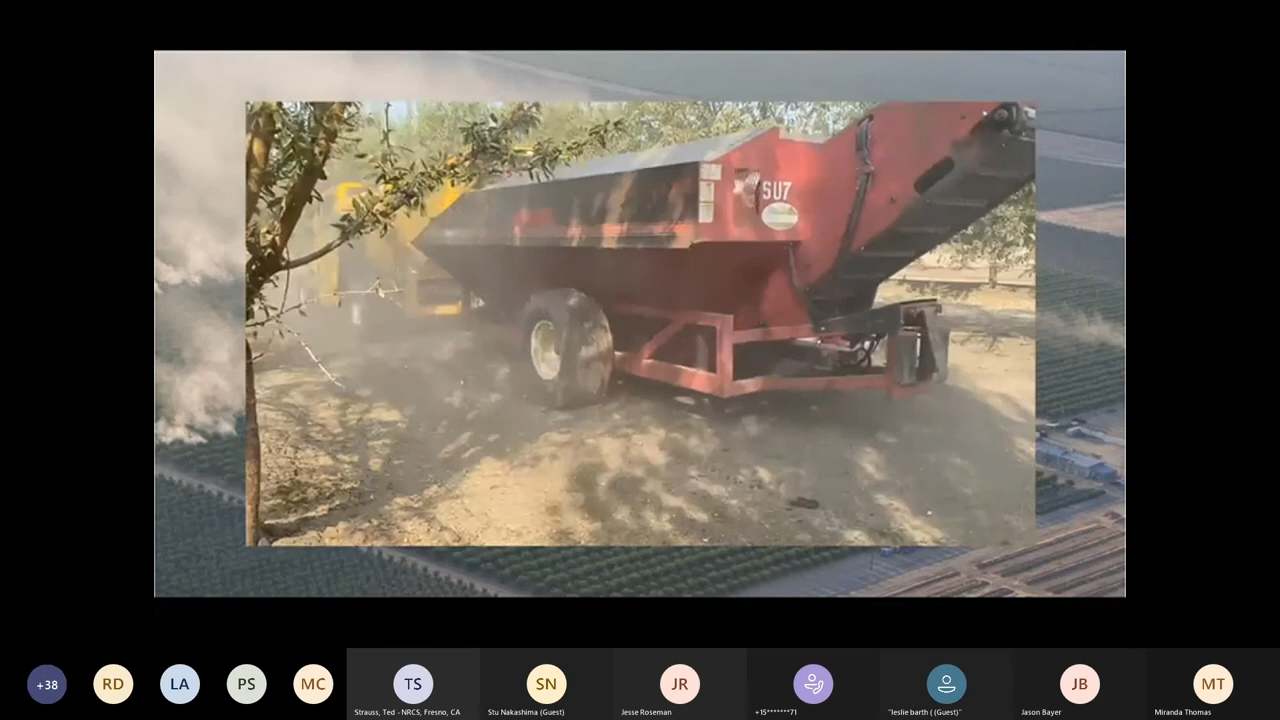 SU7
+38
RD
LA
PS
MC
TS
SN
JR
JB
MT
Strauss, Ted - NRCS, Fresno, CA
Stu Nakashima (Guest)
Jesse Roseman
+15*******71
"leslie barth ( (Guest)"
Jason Bayer
Miranda Thomas